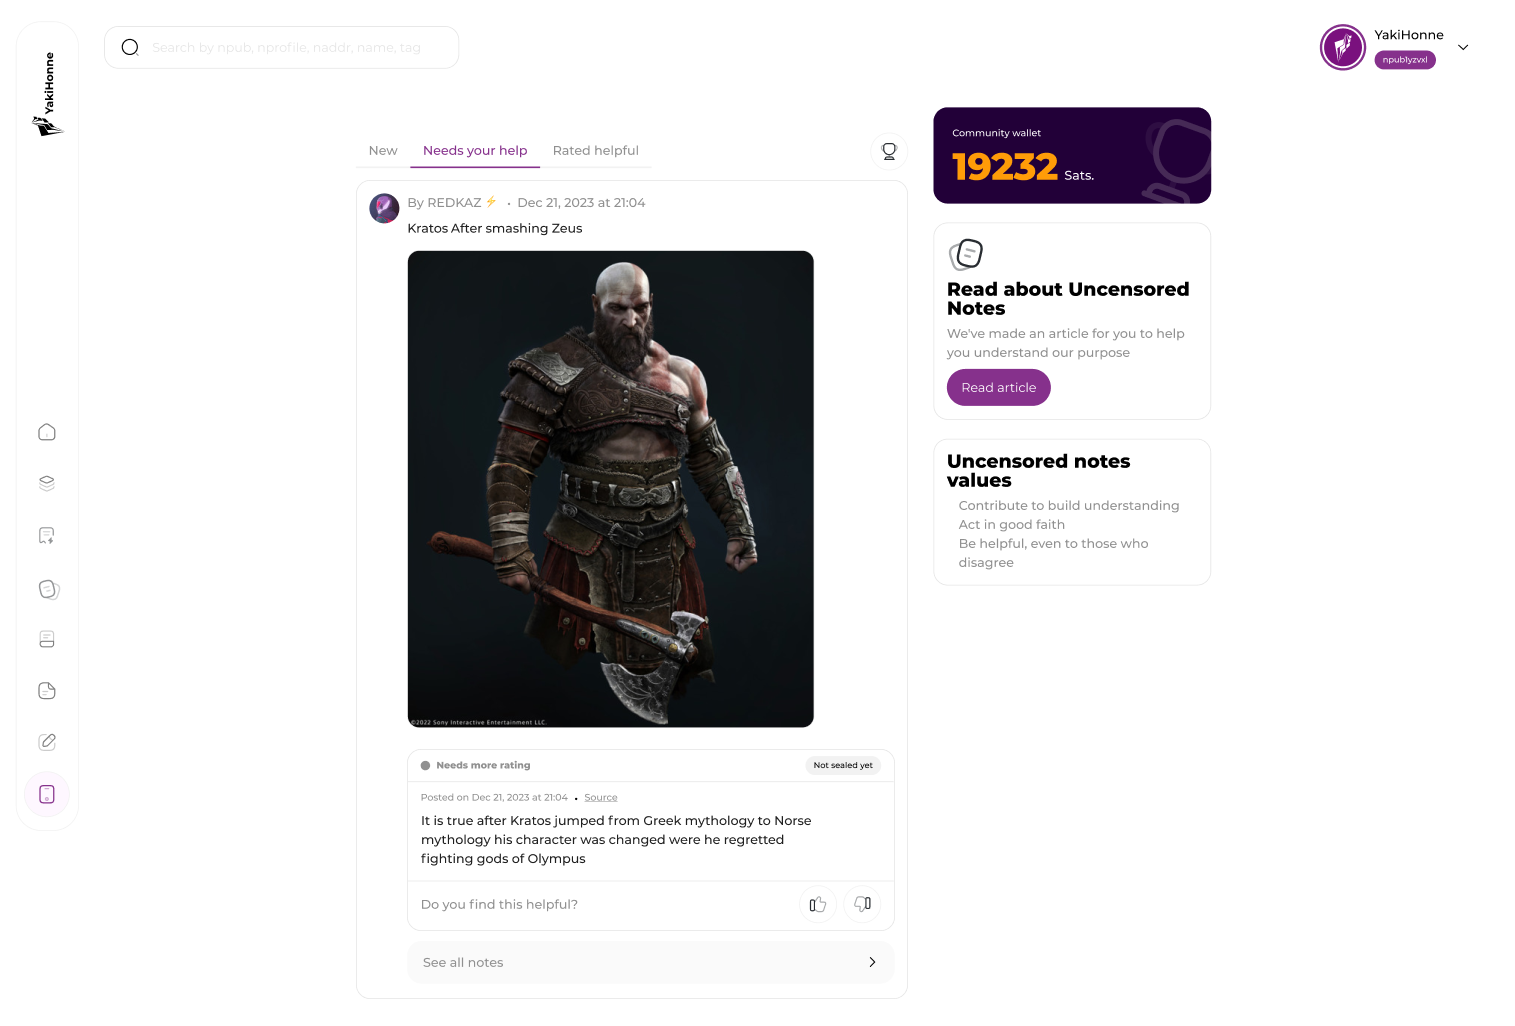 YakiHonne
Search by npub, nprofile, naddr, name, tag
YakiHonne
npub1yzvxl
New
Needs your help
Rated helpful
By REDKAZ ⚡ • Dec 21, 2023 at 21:04
Kratos After smashing Zeus
©2022 Sony Interactive Entertainment LLC.
Needs more rating
Not sealed yet
Posted on Dec 21, 2023 at 21:04 • Source
It is true after Kratos jumped from Greek mythology to Norse
mythology his character was changed were he regretted
fighting gods of Olympus
Do you find this helpful?
See all notes
Community wallet
19232 Sats.
Read about Uncensored
Notes
We've made an article for you to help
you understand our purpose
Read article
Uncensored notes
values
Contribute to build understanding
Act in good faith
Be helpful, even to those who
disagree